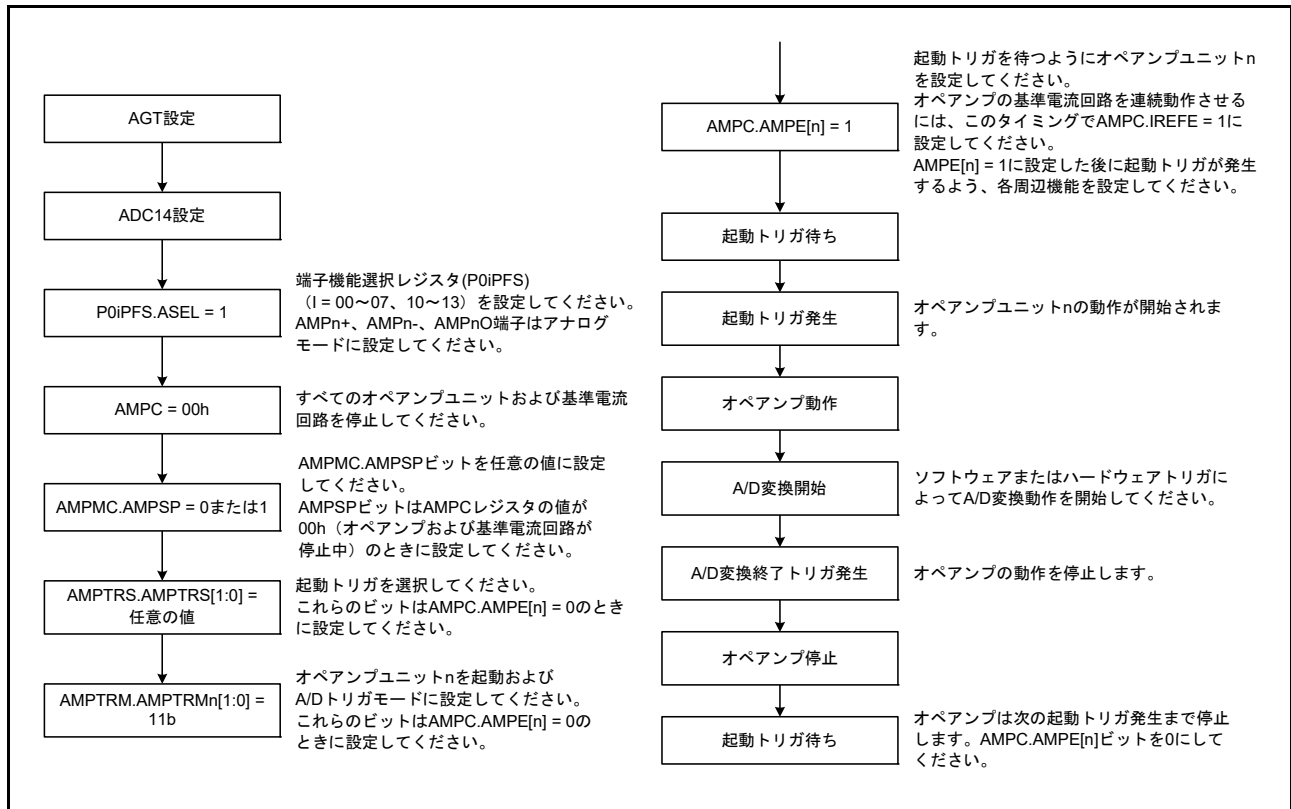 AGT設定
ADC14設定
P0iPFS.ASEL = 1
端子機能選択レジスタ(P0iPFS)
（I = 00～07、10～13）を設定してください。
AMPn+、AMPn-、AMPnO端子はアナログ
モードに設定してください。
AMPC = 00h
すべてのオペアンプユニットおよび基準電流
回路を停止してください。
AMPMC.AMPSP = 0または1
AMPMC.AMPSPビットを任意の値に設定
してください。
AMPSPビットはAMPCレジスタの値が
00h（オペアンプおよび基準電流回路が
停止中）のときに設定してください。
AMPTRS.AMPTRS[1:0] =
任意の値
起動トリガを選択してください。
これらのビットはAMPC.AMPE[n] = 0のとき
に設定してください。
AMPTRM.AMPTRMn[1:0] =
11b
オペアンプユニットnを起動および
A/Dトリガモードに設定してください。
これらのビットはAMPC.AMPE[n] = 0の
ときに設定してください。
AMPC.AMPE[n] = 1
起動トリガを待つようにオペアンプユニットn
を設定してください。
オペアンプの基準電流回路を連続動作させる
には、このタイミングでAMPC.IREFE = 1に
設定してください。
AMPE[n] = 1に設定した後に起動トリガが発生
するよう、各周辺機能を設定してください。
起動トリガ待ち
起動トリガ発生
オペアンプユニットnの動作が開始されま
す。
オペアンプ動作
A/D変換開始
ソフトウェアまたはハードウェアトリガに
よってA/D変換動作を開始してください。
A/D変換終了トリガ発生
オペアンプの動作を停止します。
オペアンプ停止
起動トリガ待ち
オペアンプは次の起動トリガ発生まで停止
します。AMPC.AMPE[n]ビットを0にして
ください。